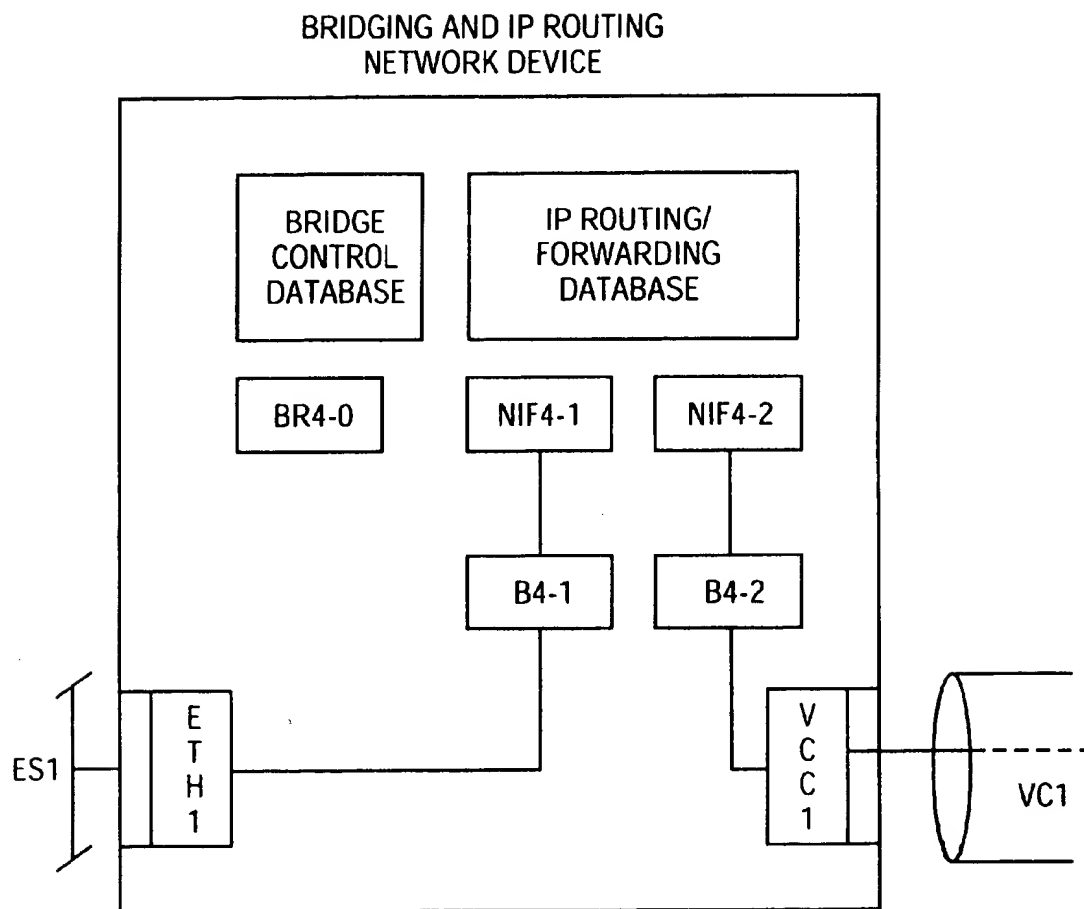 BRIDGING AND IP ROUTING
NETWORK DEVICE
BRIDGE
CONTROL
DATABASE
IP ROUTING/
FORWARDING
DATABASE
BR4-0
NIF4-1
NIF4-2
B4-1
B4-2
ES1
E
T
H
1
V
C
C
1
VC1